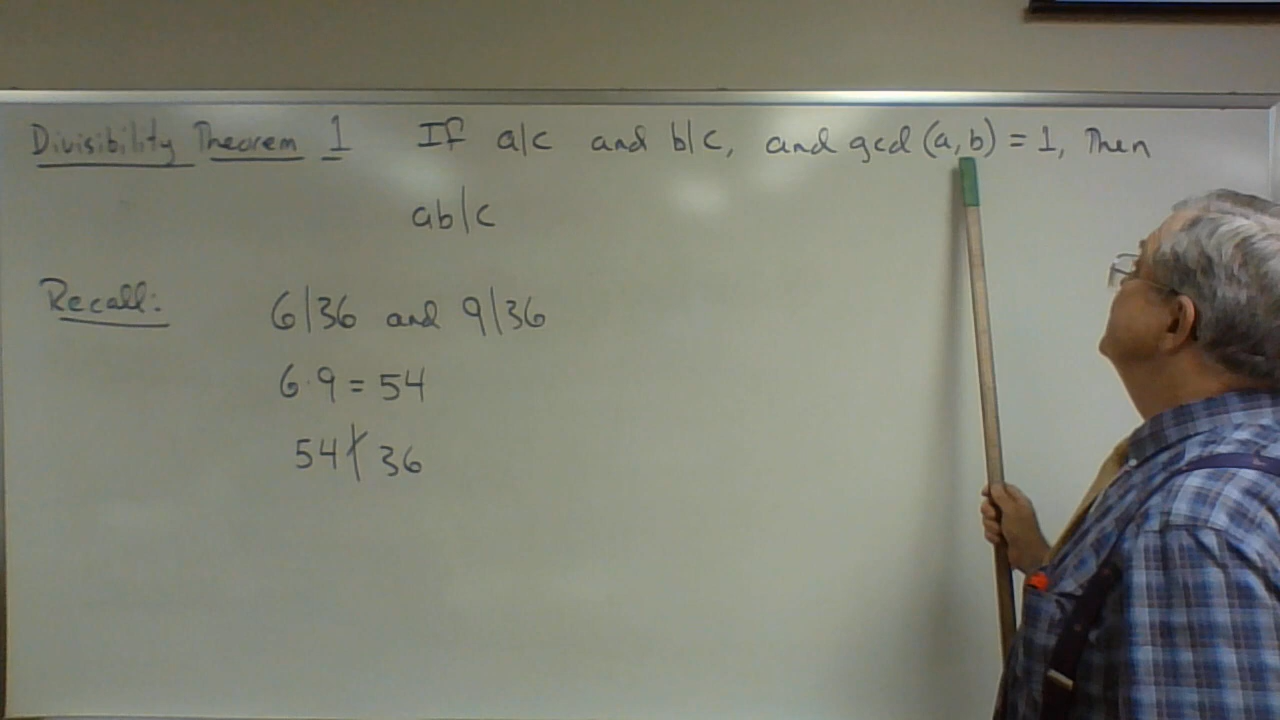 Divisibility Theorem 1 If a|c and b|c, and gcd (a,b) = 1, Then
ab|c
Recall: 6|36 and 9|36
6·9 = 54
54∤36